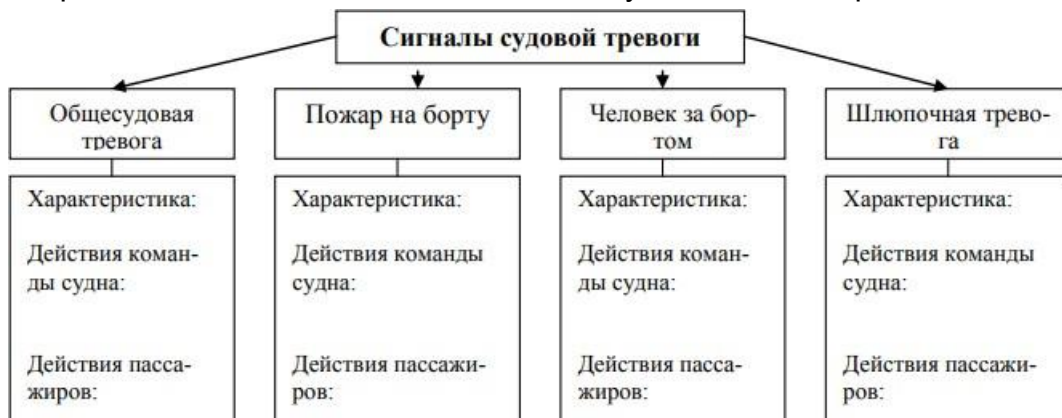 Сигналы судовой тревоги
Общесудовая
тревога
Пожар на борту
Человек за бор-
том
Шлюпочная трево-
га
Характеристика:
Действия коман-
ды судна:
Действия пасса-
жиров:
Характеристика:
Действия команды
судна:
Действия пассажи-
ров:
Характеристика:
Действия коман-
ды судна:
Действия пасса-
жиров:
Характеристика:
Действия команды
судна:
Действия пассажи-
ров: